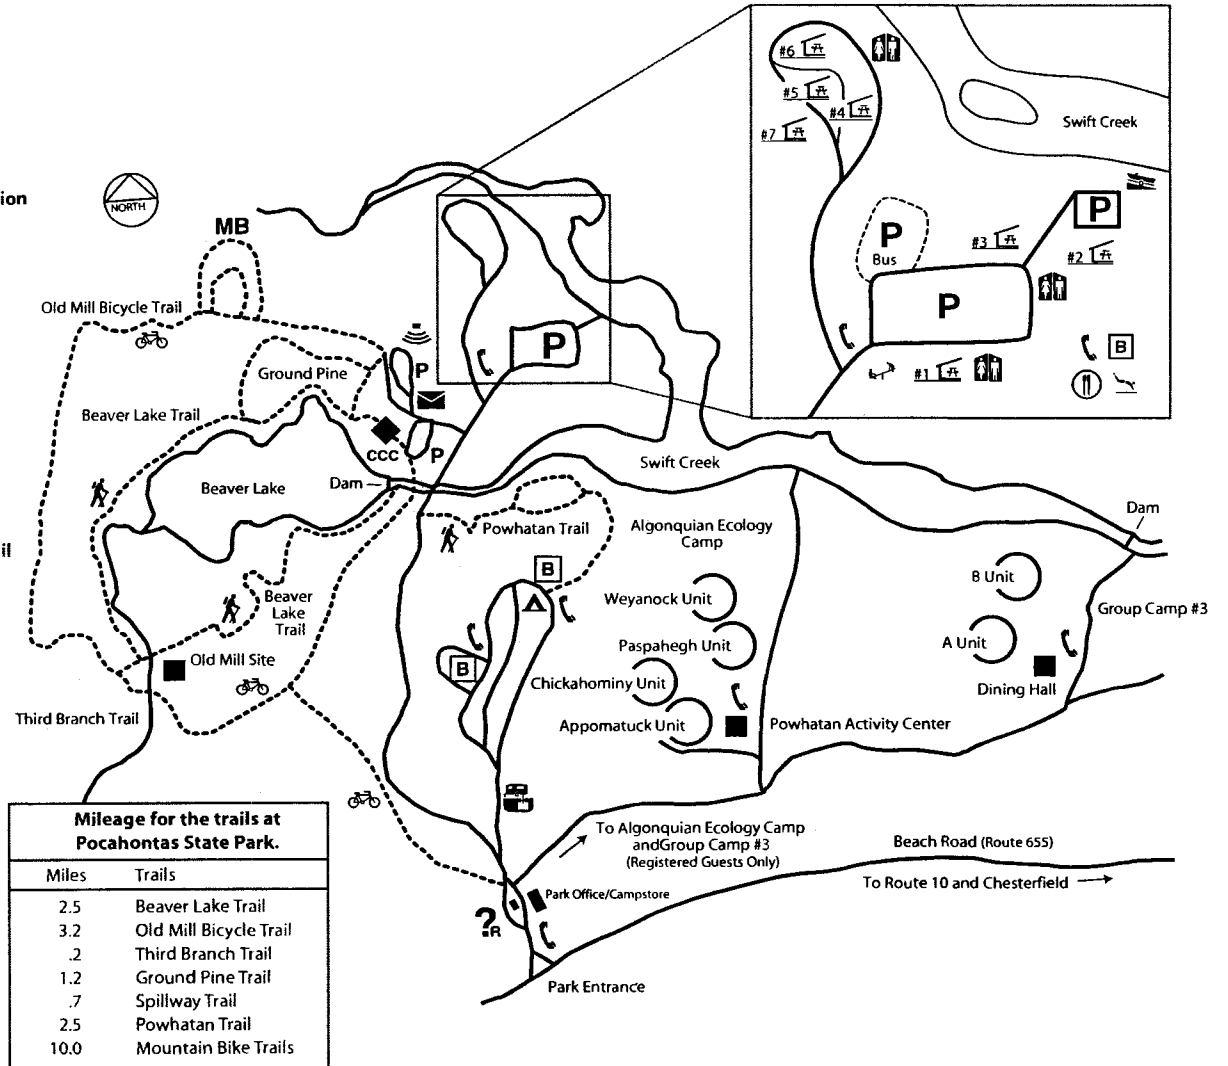 ion
NORTH
MB
Old Mill Bicycle Trail
Ground Pine
P
Beaver Lake Trail
CCC
P
Beaver Lake
Dam
il
P
#6
#5
#4
#7
Swift Creek
P
Bus
#3
P
#2
P
#1
B
Swift Creek
Powhatan Trail
Algonquian Ecology
Camp
Dam
B
B Unit
Weyanock Unit
Group Camp #3
Beaver
Lake
Trail
Paspahegh Unit
A Unit
Old Mill Site
B
Chickahominy Unit
Dining Hall
Third Branch Trail
Appomatuck Unit
Powhatan Activity Center
To Algonquian Ecology Camp
andGroup Camp #3
(Registered Guests Only)
Beach Road (Route 655)
To Route 10 and Chesterfield
Park Office/Campstore
?R
Park Entrance
Mileage for the trails at
Pocahontas State Park.
Miles Trails
2.5 Beaver Lake Trail
3.2 Old Mill Bicycle Trail
.2 Third Branch Trail
1.2 Ground Pine Trail
.7 Spillway Trail
2.5 Powhatan Trail
10.0 Mountain Bike Trails